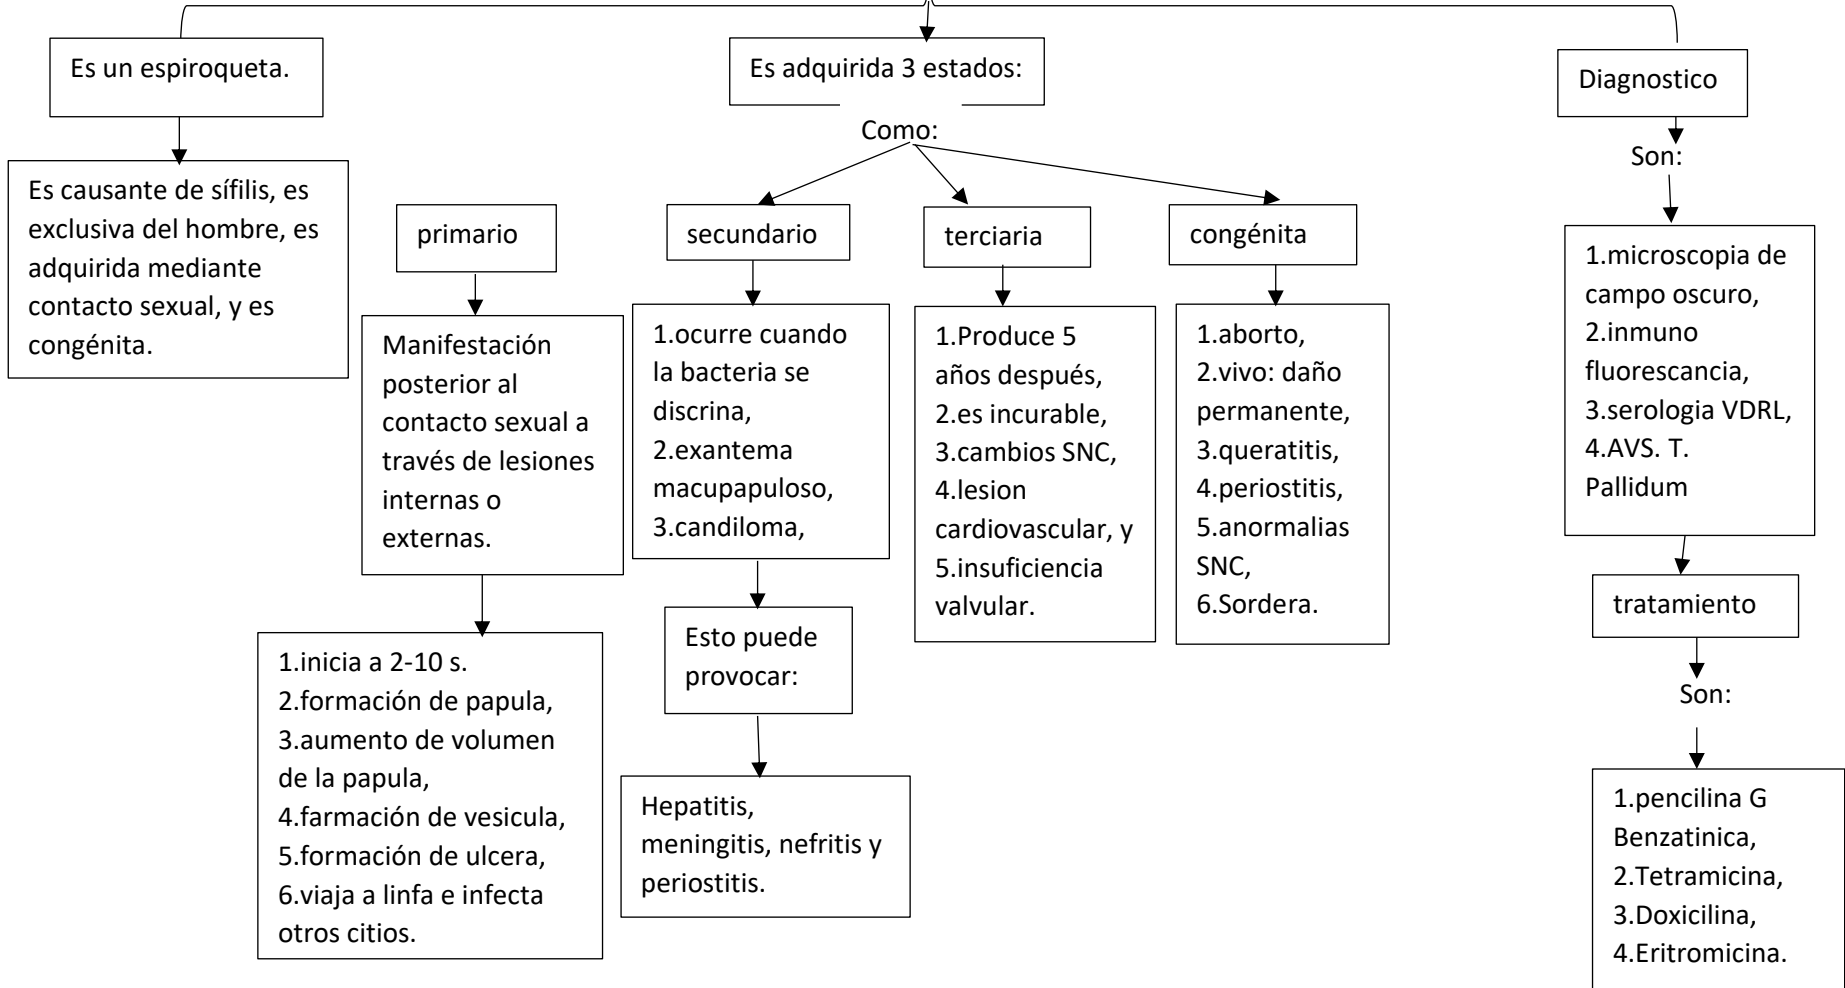 Es un espiroqueta.
Es causante de sífilis, es
exclusiva del hombre, es
adquirida mediante
contacto sexual, y es
congénita.
Es adquirida 3 estados:
Como:
primario
Manifestación
posterior al
contacto sexual a
través de lesiones
internas o
externas.
1.inicia a 2-10 s.
2.formación de papula,
3.aumento de volumen
de la papula,
4.farmación de vesicula,
5.formación de ulcera,
6.viaja a linfa e infecta
otros citios.
secundario
1.ocurre cuando
la bacteria se
discrina,
2.exantema
macupapuloso,
3.candiloma,
Esto puede
provocar:
Hepatitis,
meningitis, nefritis y
periostitis.
terciaria
1.Produce 5
años después,
2.es incurable,
3.cambios SNC,
4.lesion
cardiovascular, y
5.insuficiencia
valvular.
congénita
1.aborto,
2.vivo: daño
permanente,
3.queratitis,
4.periostitis,
5.anormalias
SNC,
6.Sordera.
Diagnostico
Son:
1.microscopia de
campo oscuro,
2.inmuno
fluorescancia,
3.serologia VDRL,
4.AVS. T.
Pallidum
tratamiento
Son:
1.pencilina G
Benzatinica,
2.Tetramicina,
3.Doxicilina,
4.Eritromicina.